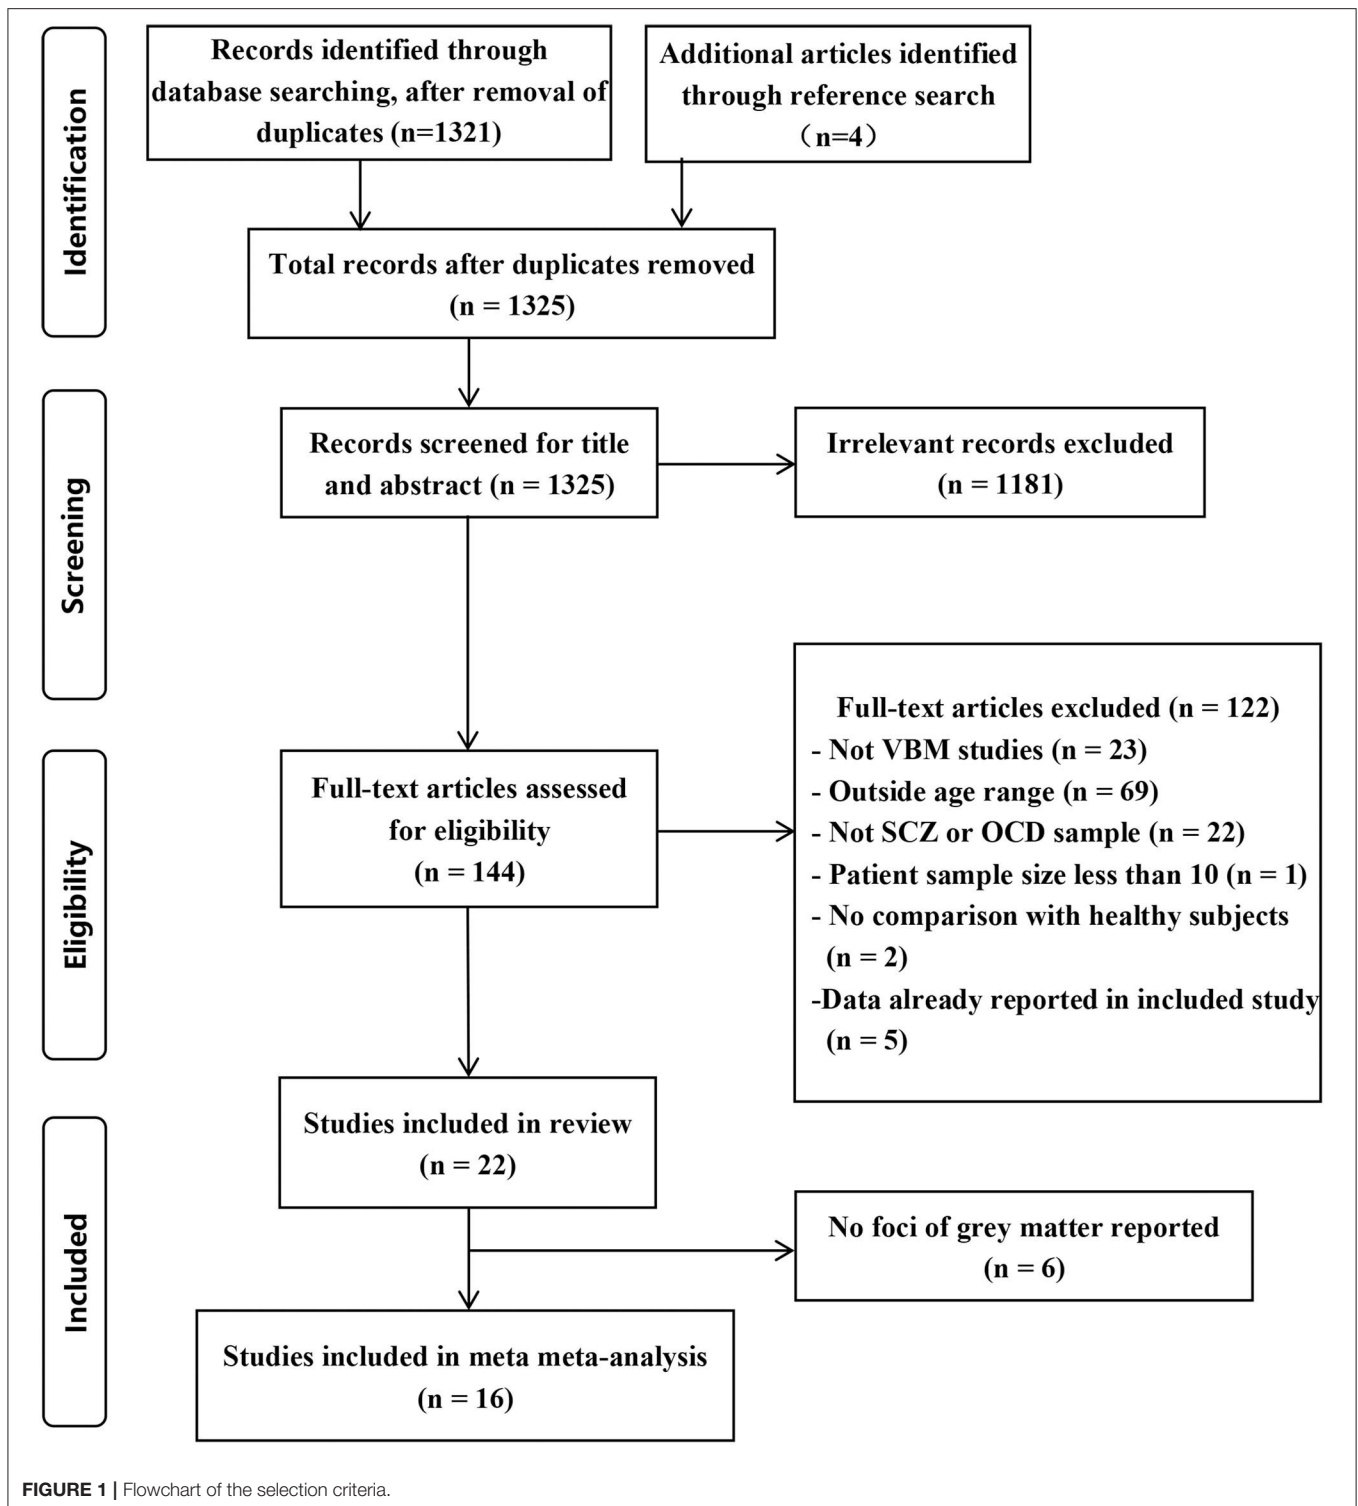 Identification
Records identified through
database searching, after removal of
duplicates (n=1321)
Additional articles identified
through reference search
（n=4）
Total records after duplicates removed
(n = 1325)
Screening
Records screened for title
and abstract (n = 1325)
Irrelevant records excluded
(n = 1181)
Eligibility
Full-text articles assessed
for eligibility
(n = 144)
Full-text articles excluded (n = 122)
- Not VBM studies (n = 23)
- Outside age range (n = 69)
- Not SCZ or OCD sample (n = 22)
- Patient sample size less than 10 (n = 1)
- No comparison with healthy subjects
(n = 2)
-Data already reported in included study
(n = 5)
Included
Studies included in review
(n = 22)
No foci of grey matter reported
(n = 6)
Studies included in meta meta-analysis
(n = 16)
FIGURE 1 | Flowchart of the selection criteria.